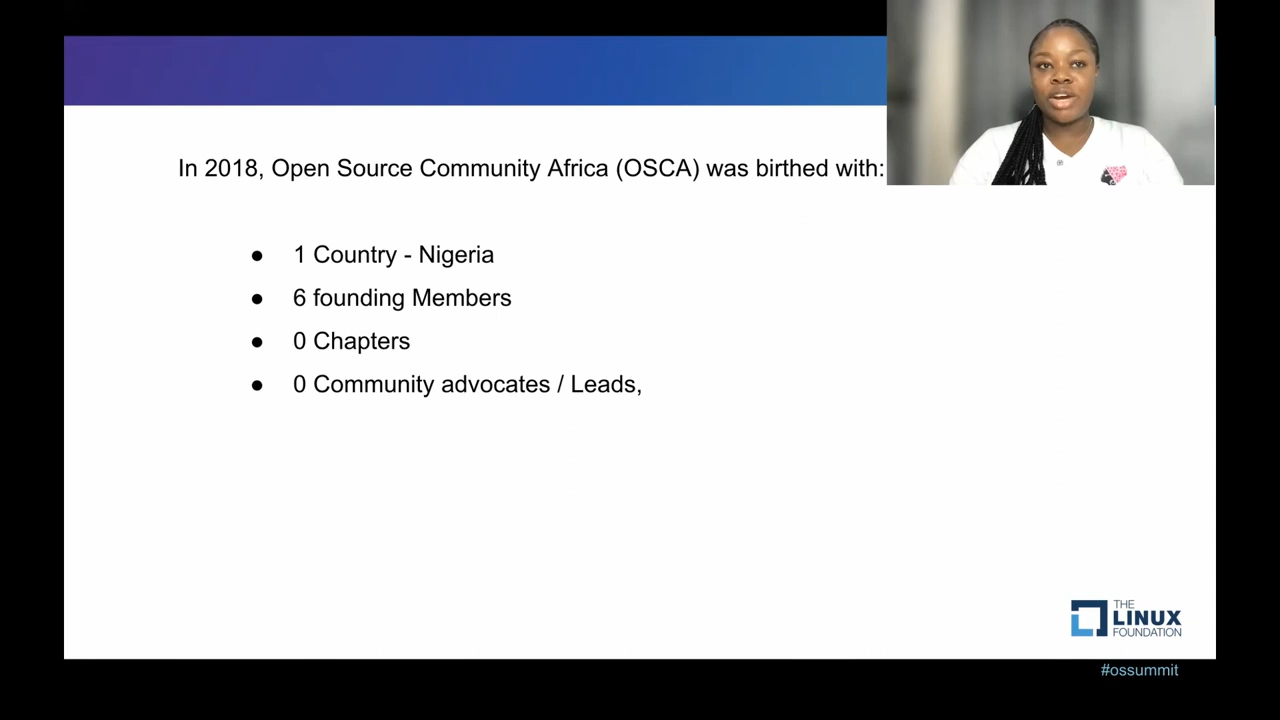 In 2018, Open Source Community Africa (OSCA) was birthed with:
● 1 Country - Nigeria
● 6 founding Members
● 0 Chapters
● 0 Community advocates / Leads,
THE
LINUX
FOUNDATION
#ossummit